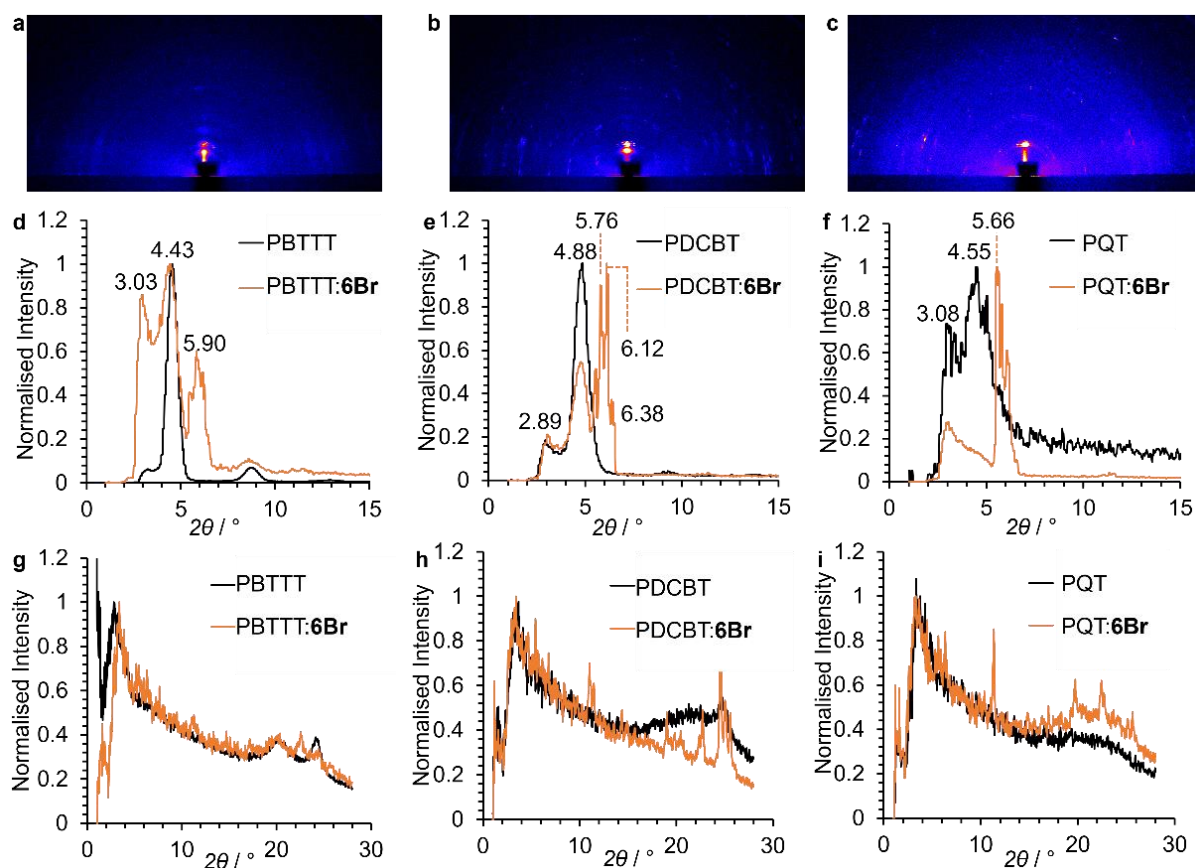 a
b
c
d
Normalised Intensity
1.2
1
0.8
0.6
0.4
0.2
0
0
5
10
15
2θ / °
3.03
4.43
5.90
PBTTT
PBTTT:6Br
e
Normalised Intensity
1.2
1
0.8
0.6
0.4
0.2
0
0
5
10
15
2θ / °
2.89
4.88
5.76
6.12
6.38
PDCBT
PDCBT:6Br
f
Normalised Intensity
1.2
1
0.8
0.6
0.4
0.2
0
0
5
10
15
2θ / °
3.08
4.55
5.66
PQT
PQT:6Br
g
Normalised Intensity
1.2
1
0.8
0.6
0.4
0.2
0
0
10
20
30
2θ / °
PBTTT
PBTTT:6Br
h
Normalised Intensity
1.2
1
0.8
0.6
0.4
0.2
0
0
10
20
30
2θ / °
PDCBT
PDCBT:6Br
i
Normalised Intensity
1.2
1
0.8
0.6
0.4
0.2
0
0
10
20
30
2θ / °
PQT
PQT:6Br